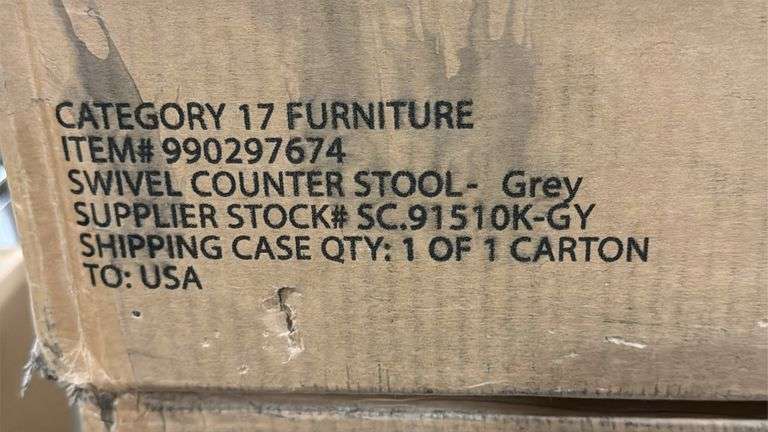 CATEGORY 17 FURNITURE
ITEM# 990297674
SWIVEL COUNTER STOOL- Grey
SUPPLIER STOCK# SC.91510K-GY
SHIPPING CASE QTY: 1 OF 1 CARTON
TO: USA